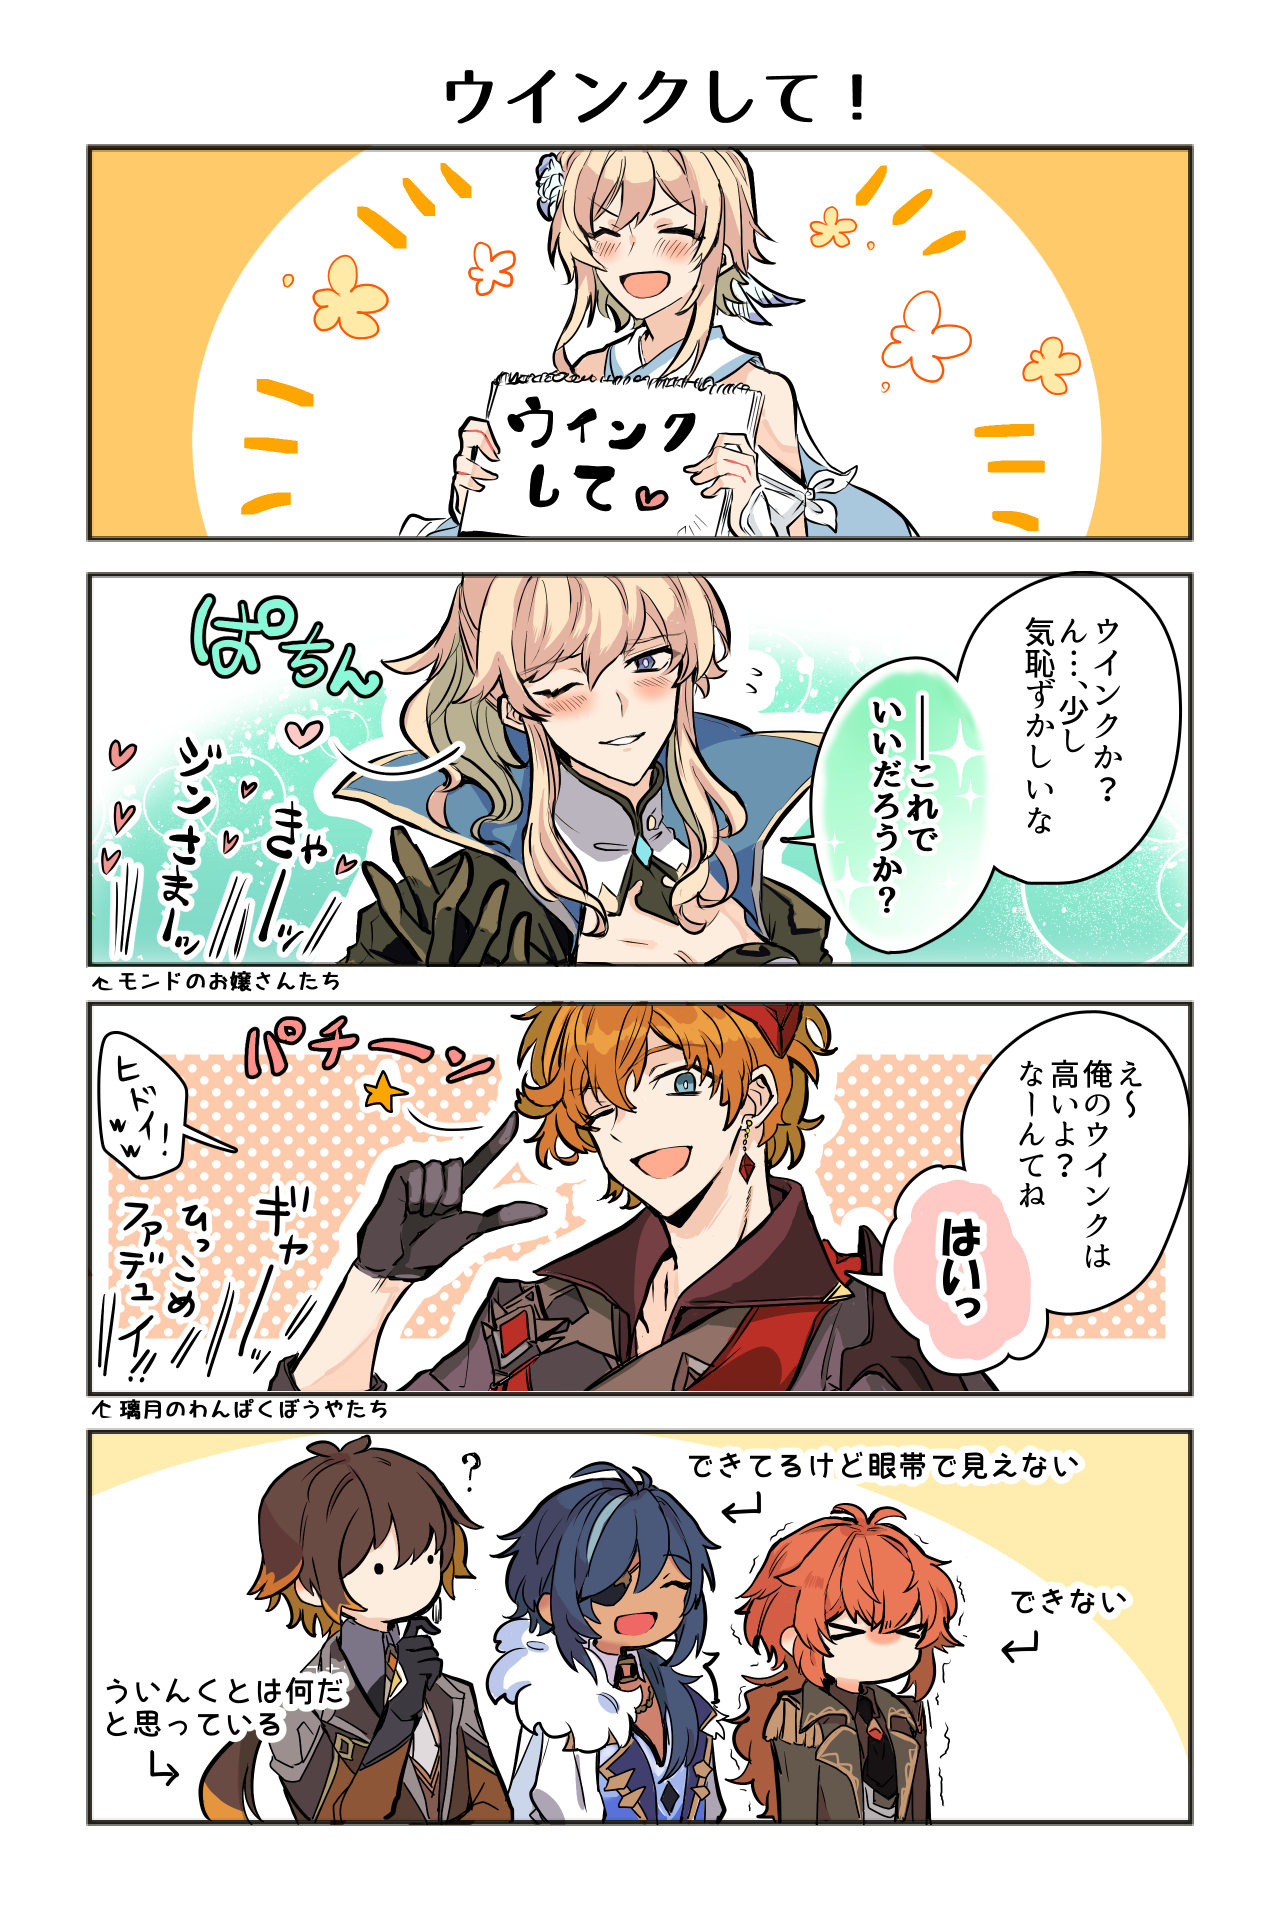 ウインクして！
ウインク
して♥
ウインクか？
ん…、少し
気恥ずかしいな
――これで
いいだろうか？
ぱちん
きゃーッ
ジンさまーッ
↖モンドのお嬢さんたち
え～
俺のウインクは
高いよ？
なーんてね
はいっ
パチーン
ヒドイ！
ww
ギャーッ
ひっこめ
ファデュイ!!
↖璃月のわんぱくぼうやたち
できてるけど眼帯で見えない
できない
?
ういんくとは何だ
と思っている